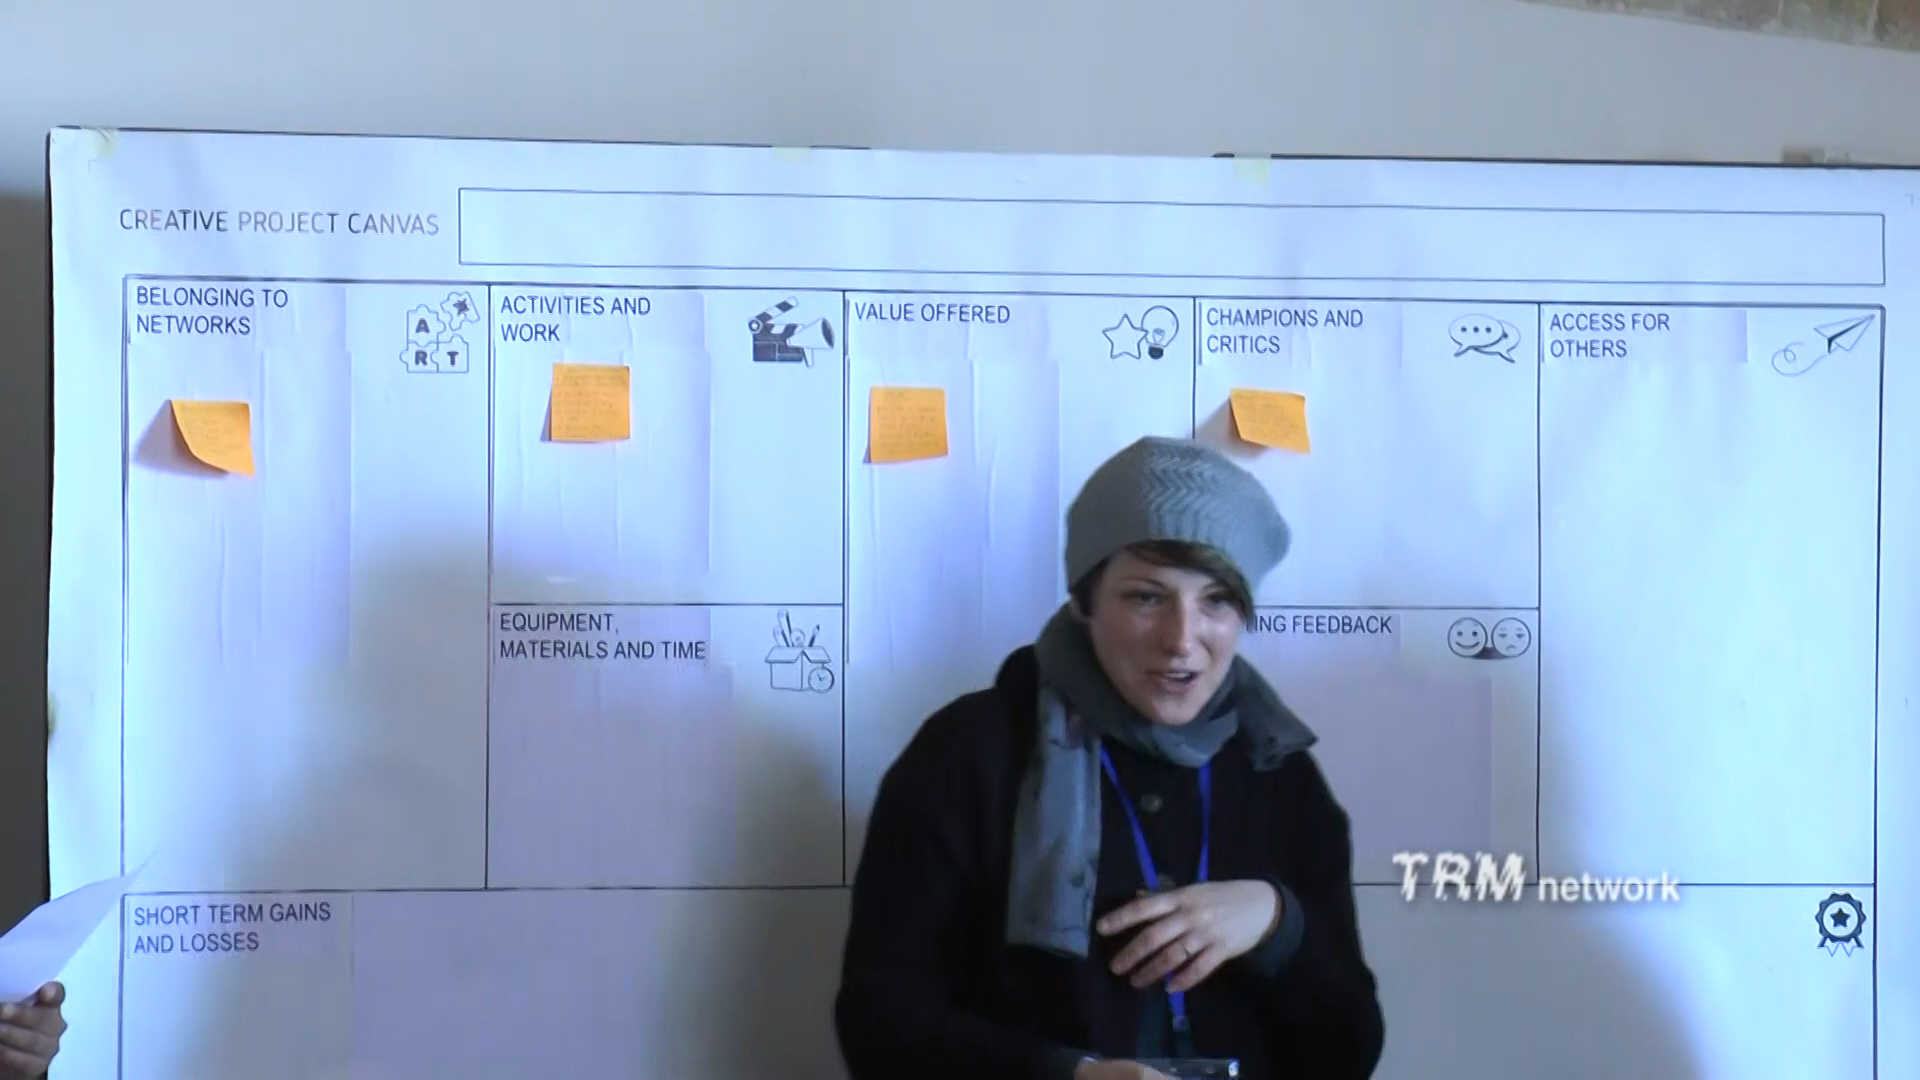 CREATIVE PROJECT CANVAS
BELONGING TO
NETWORKS
A
R T
ACTIVITIES AND
WORK
VALUE OFFERED
CHAMPIONS AND
CRITICS
ACCESS FOR
OTHERS
EQUIPMENT,
MATERIALS AND TIME
FEEDBACK
SHORT TERM GAINS
AND LOSSES
TRM network